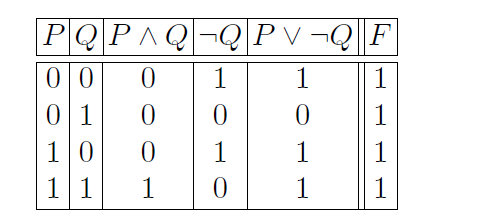 P Q P ∧ Q ¬Q P ∨ ¬Q F
0 0 0 1 1 1
0 1 0 0 0 1
1 0 0 1 1 1
1 1 1 0 1 1